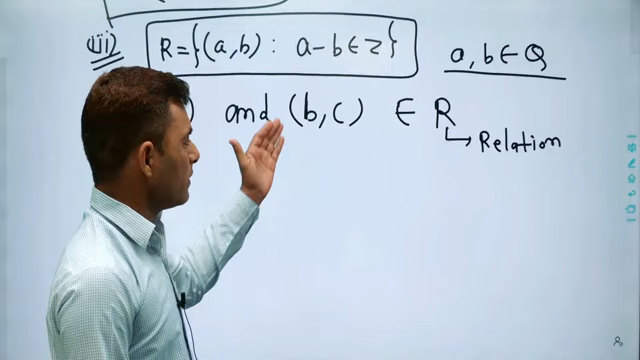 (iii) R={(a,b) : a-b∈z} a,b∈Q
) and (b,c) ∈ R
↳ Relation